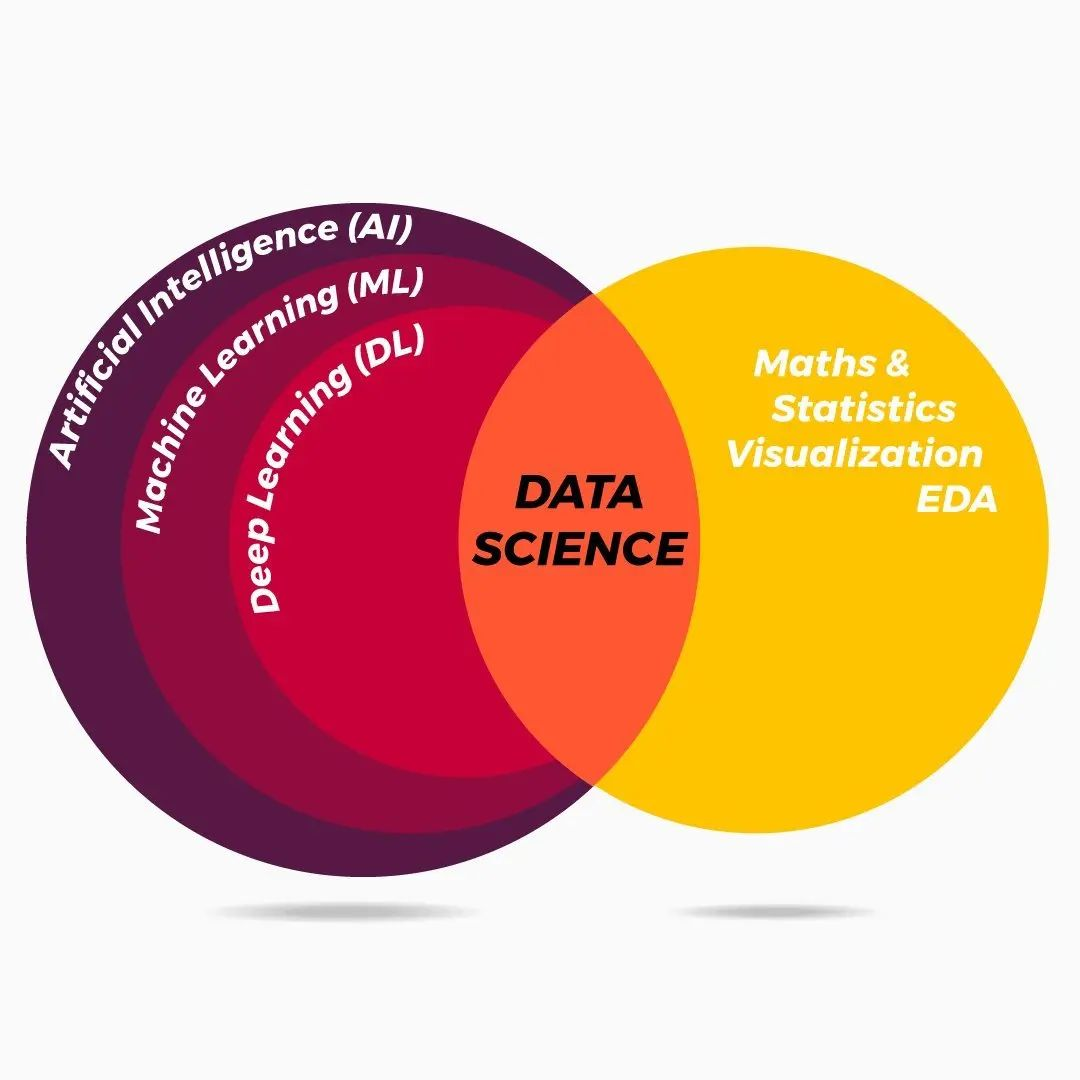 Artificial Intelligence (AI)
Machine Learning (ML)
Deep Learning (DL)
DATA
SCIENCE
Maths &
Statistics
Visualization
EDA